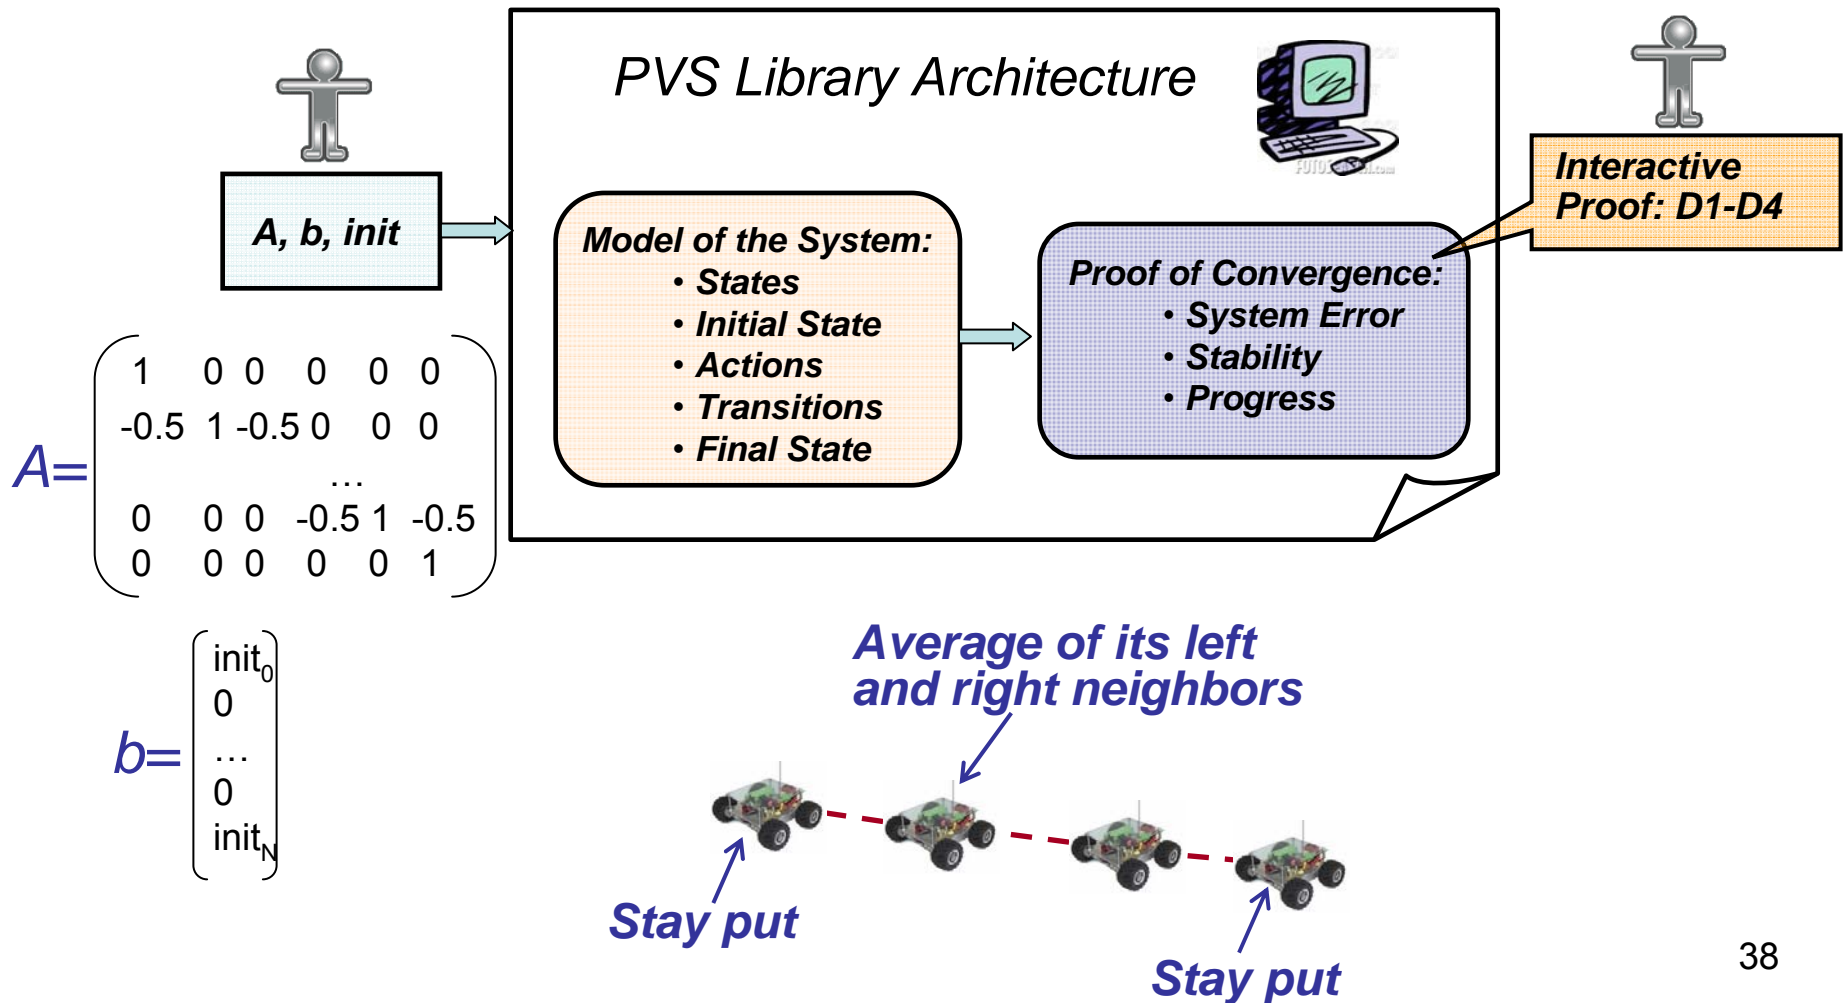 PVS Library Architecture
A, b, init
Model of the System:
• States
• Initial State
• Actions
• Transitions
• Final State
Proof of Convergence:
• System Error
• Stability
• Progress
Interactive
Proof: D1-D4
A=
1 0 0 0 0 0
-0.5 1 -0.5 0 0 0
…
0 0 0 -0.5 1 -0.5
0 0 0 0 0 1
b=
init0
0
…
0
initN
Average of its left
and right neighbors
Stay put
Stay put
38